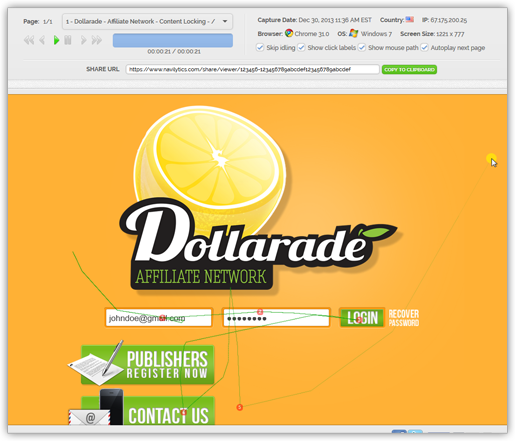 Page: 1/1 1 - Dollarade - Affiliate Network - Content Locking - /
Capture Date: Dec 30, 2013 11:36 AM EST Country: IP: 67.175.200.25
Browser: Chrome 31.0 OS: Windows 7 Screen Size: 1221 x 777
00:00:21 / 00:00:21
Skip idling Show click labels Show mouse path Autoplay next page
SHARE URL https://www.navilytics.com/share/viewer/123456-123456789abcdef123456789abcdef COPY TO CLIPBOARD
$
Dollarade
AFFILIATE NETWORK
johndoe@gmail.com LOGIN RECOVER
PASSWORD
PUBLISHERS
REGISTER NOW
@ CONTACT US